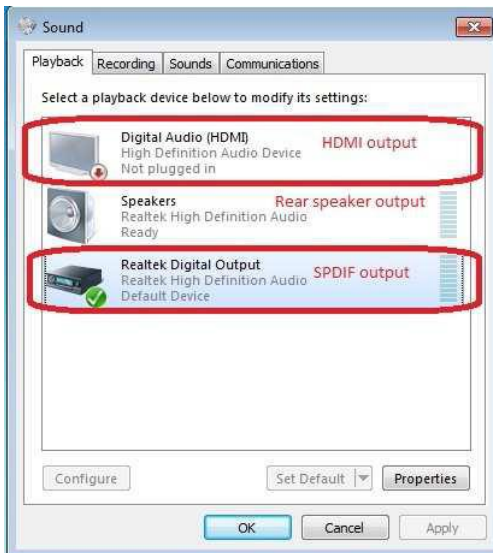 Sound
Playback Recording Sounds Communications
Select a playback device below to modify its settings:
Digital Audio (HDMI)
High Definition Audio Device
Not plugged in
HDMI output
Speakers
Realtek High Definition Audio
Ready
Rear speaker output
Realtek Digital Output
Realtek High Definition Audio
Default Device
SPDIF output
Configure Set Default Properties
OK Cancel Apply